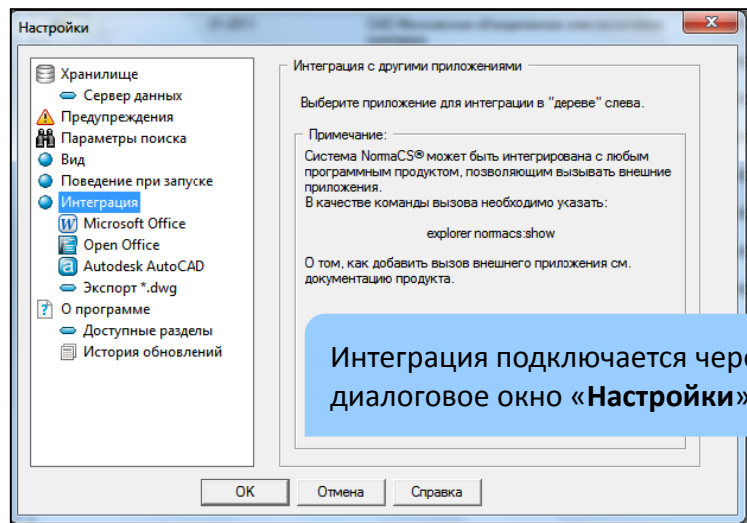 Настройки
Хранилище
Сервер данных
Предупреждения
Параметры поиска
Вид
Поведение при запуске
Интеграция
Microsoft Office
Open Office
Autodesk AutoCAD
Экспорт *.dwg
О программе
Доступные разделы
История обновлений
Интеграция с другими приложениями
Выберите приложение для интеграции в "дереве" слева.
Примечание:
Система NormaCS® может быть интегрирована с любым
программным продуктом, позволяющим вызывать внешние
приложения.
В качестве команды вызова необходимо указать:
explorer normacs:show
О том, как добавить вызов внешнего приложения см.
документацию продукта.
Интеграция подключается чере
диалоговое окно «Настройки»
OK
Отмена
Справка